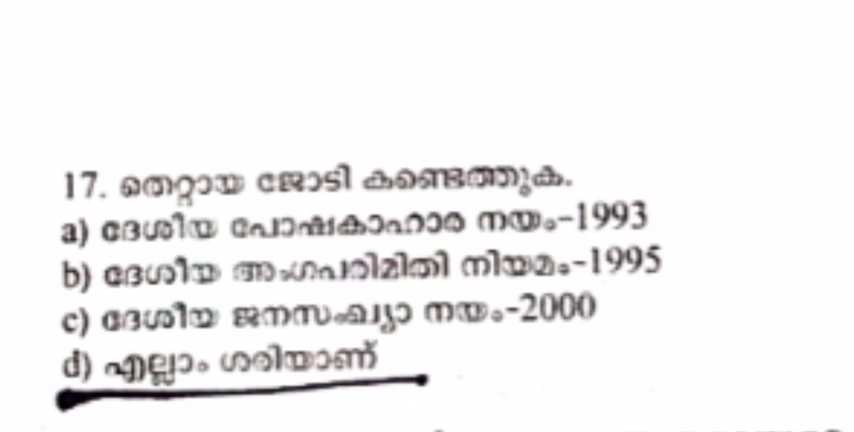 17. തെറ്റായ ജോടി കണ്ടെത്തുക.
a) ദേശീയ പോഷകാഹാര നയം-1993
b) ദേശീയ അംഗപരിമിതി നിയമം-1995
c) ദേശീയ ജനസംഖ്യാ നയം-2000
d) എല്ലാം ശരിയാണ്